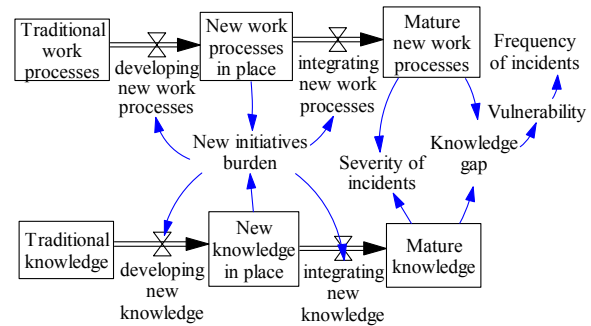 Traditional
work
processes
developing
new work
processes
New work
processes
in place
integrating
new work
processes
Mature
new work
processes
Frequency
of incidents
Vulnerability
Knowledge
gap
Severity of
incidents
New initiatives
burden
Traditional
knowledge
developing
new
knowledge
New
knowledge
in place
integrating
new
knowledge
Mature
knowledge